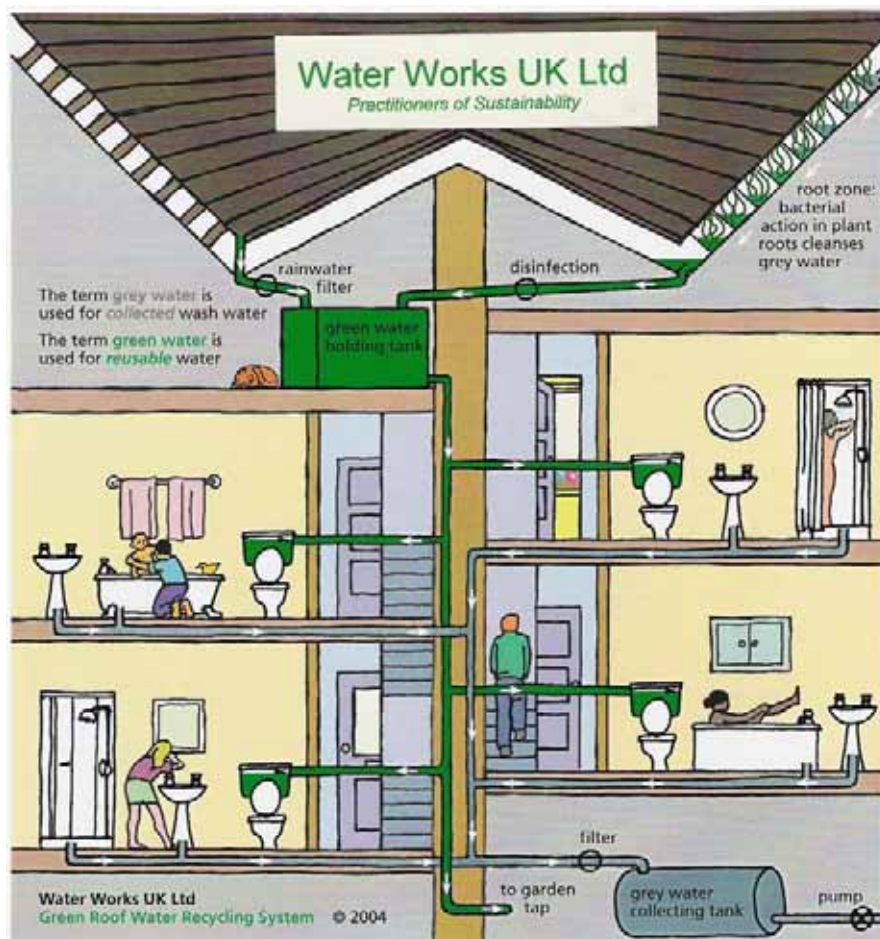 Water Works UK Ltd
Practitioners of Sustainability
root zone:
bacterial
action in plant
roots cleanses
grey water
rainwater
filter
disinfection
The term grey water is
used for collected wash water
The term green water is
used for reusable water
green water
holding tank
filter
to garden
tap
grey water
collecting tank
pump
Water Works UK Ltd
Green Roof Water Recycling System © 2004